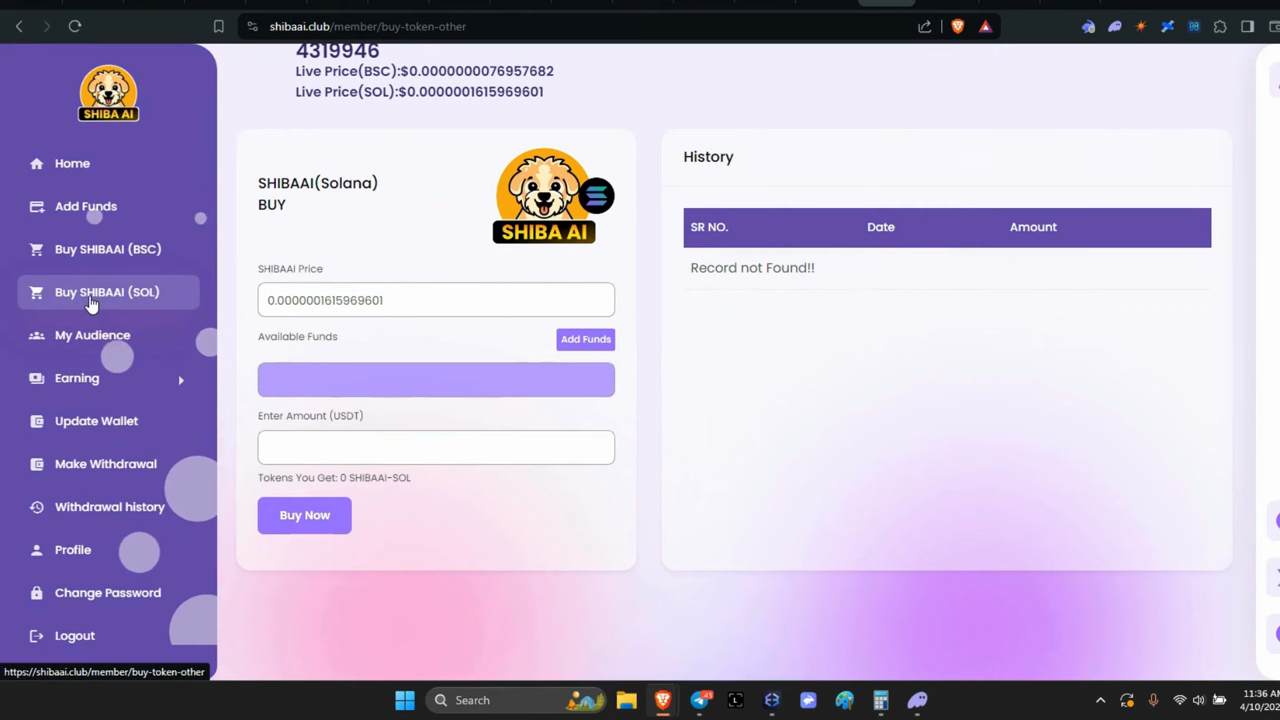 shibaai.club/member/buy-token-other
SHIBA AI
Home
Add Funds
Buy SHIBAAI (BSC)
Buy SHIBAAI (SOL)
My Audience
Earning
Update Wallet
Make Withdrawal
Withdrawal history
Profile
Change Password
Logout
https://shibaai.club/member/buy-token-other
4319946
Live Price(BSC):$0.0000000076957682
Live Price(SOL):$0.0000001615969601
SHIBAAI(Solana)
BUY
SHIBA AI
SHIBAAI Price
0.0000001615969601
Available Funds
Add Funds
Enter Amount (USDT)
Tokens You Get: 0 SHIBAAI-SOL
Buy Now
History
SR NO. Date Amount
Record not Found!!
Search
45
L
11:36 AM
4/10/202